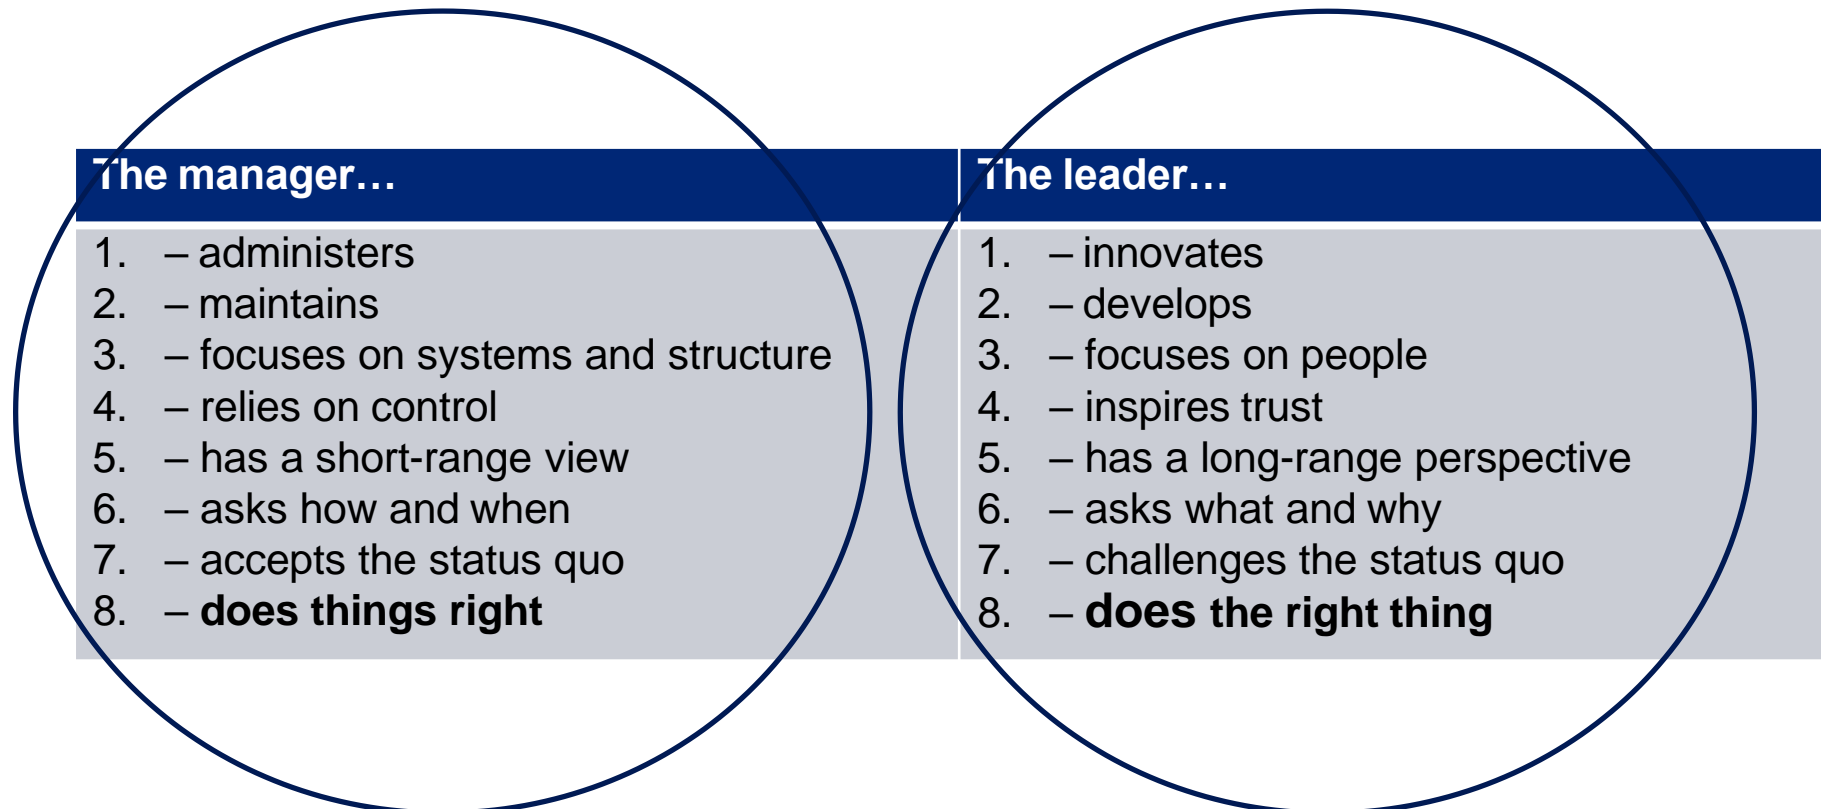 The manager…
1. – administers
2. – maintains
3. – focuses on systems and structure
4. – relies on control
5. – has a short-range view
6. – asks how and when
7. – accepts the status quo
8. – does things right
The leader…
1. – innovates
2. – develops
3. – focuses on people
4. – inspires trust
5. – has a long-range perspective
6. – asks what and why
7. – challenges the status quo
8. – does the right thing